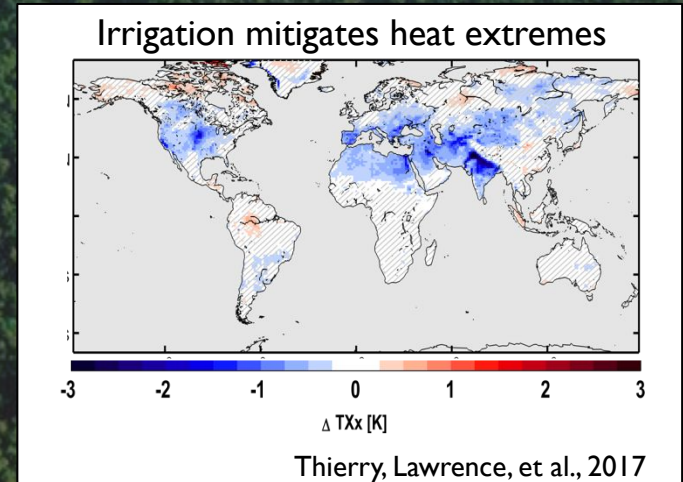 Irrigation mitigates heat extremes
-3 -2 -1 0 1 2 3
Δ TXx [K]
Thierry, Lawrence, et al., 2017